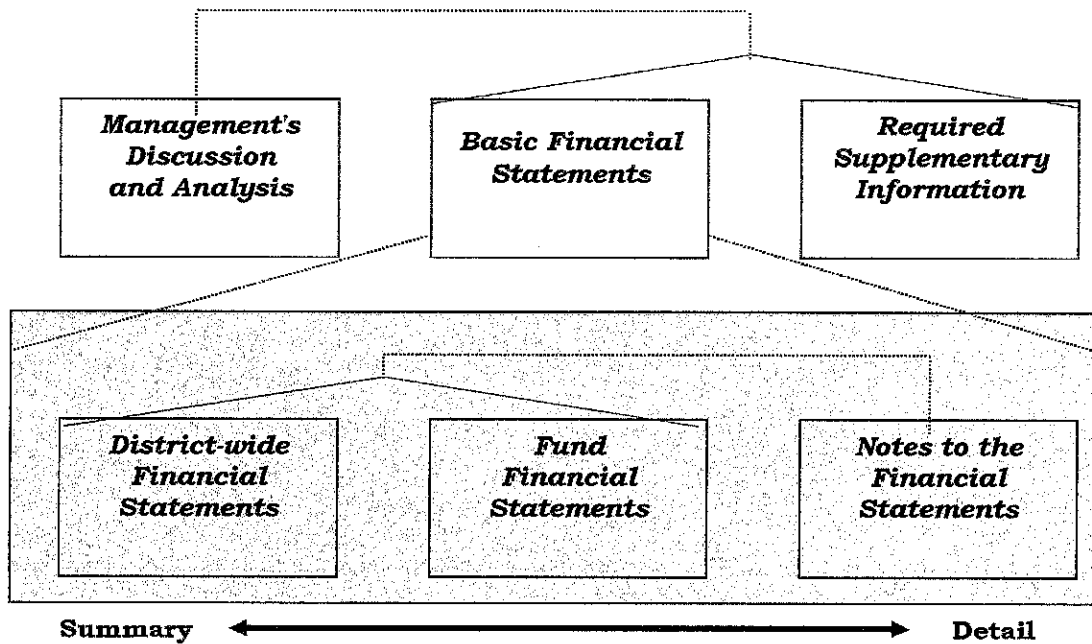 Management's
Discussion
and Analysis
Basic Financial
Statements
Required
Supplementary
Information
District-wide
Financial
Statements
Fund
Financial
Statements
Notes to the
Financial
Statements
Summary
Detail